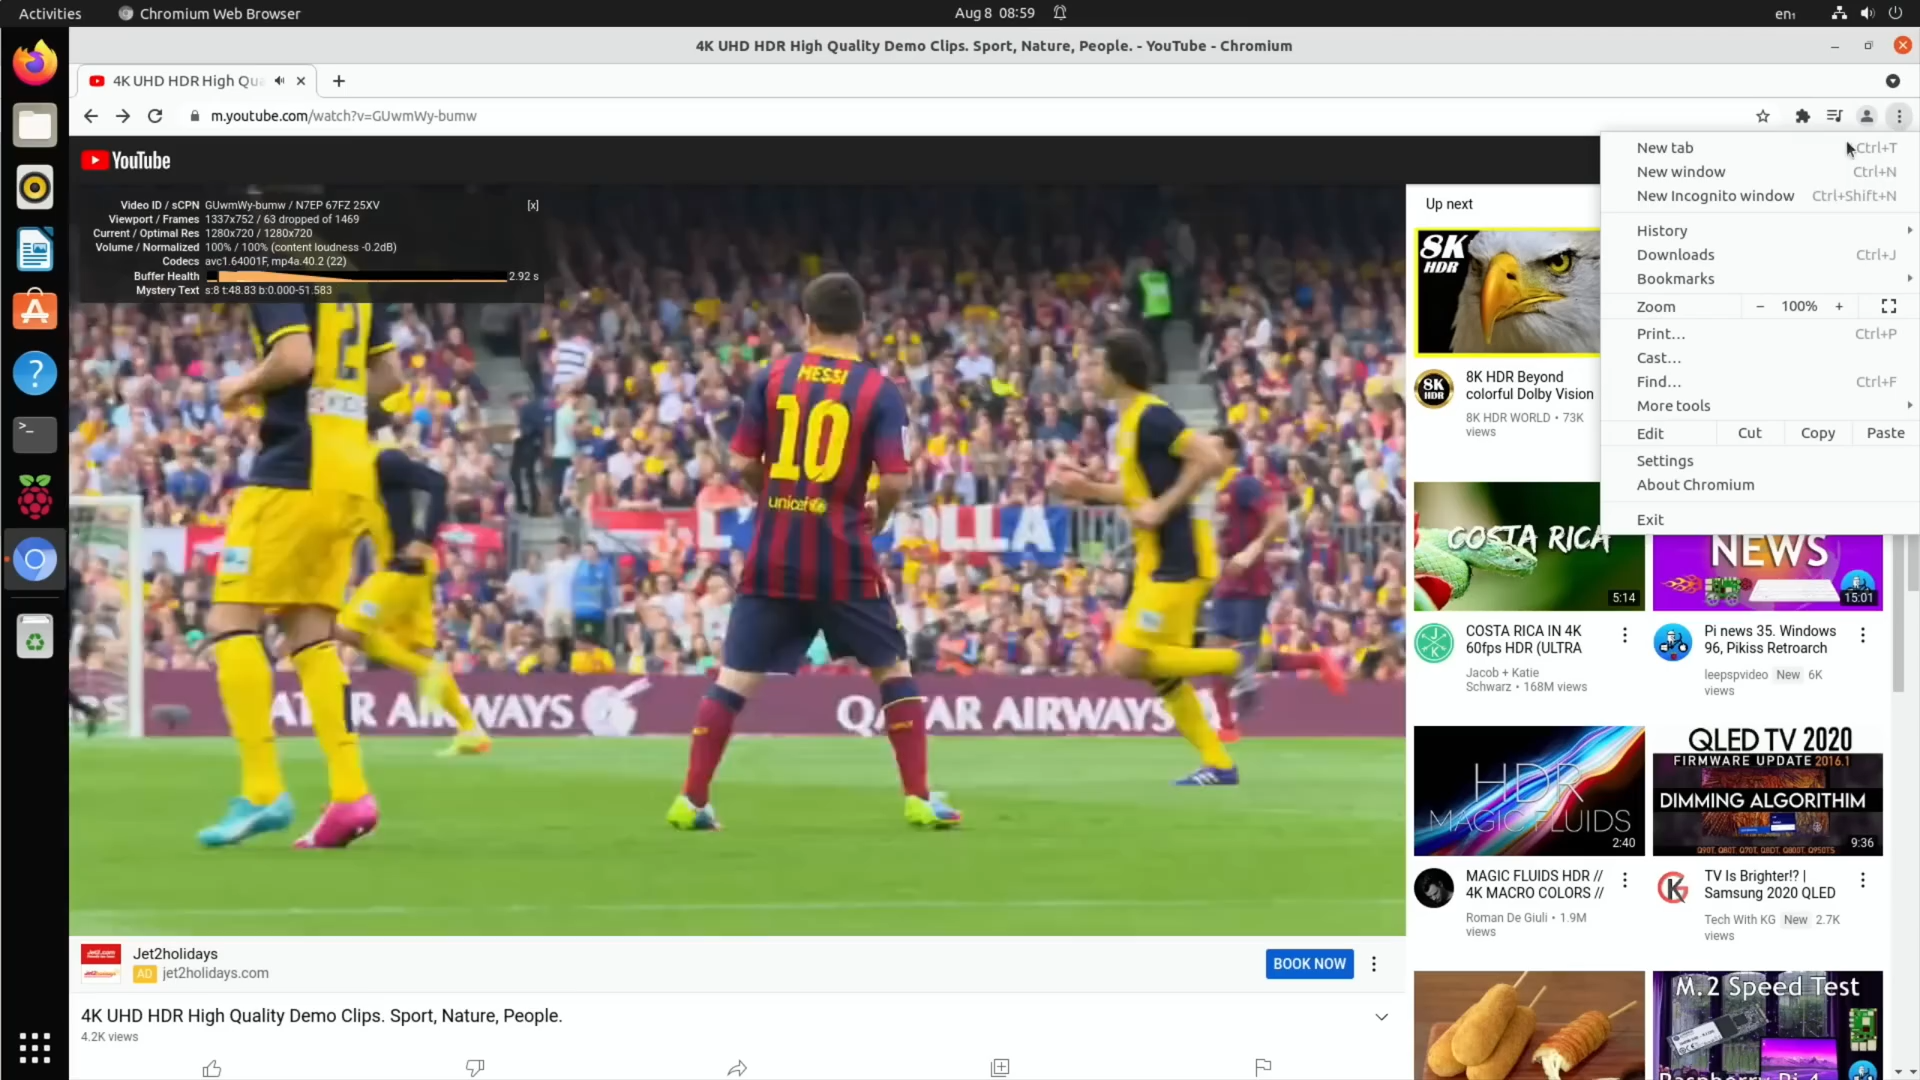 Activities
Chromium Web Browser
Aug 8 08:59
en₁
4K UHD HDR High Quality Demo Clips. Sport, Nature, People. - YouTube - Chromium
4K UHD HDR High Qua
m.youtube.com/watch?v=GUwmWy-bumw
YouTube
Video ID / sCPN GUwmWy-bumw / N7EP 67FZ 25XV [x]
Viewport / Frames 1337x752 / 63 dropped of 1469
Current / Optimal Res 1280x720 / 1280x720
Volume / Normalized 100% / 100% (content loudness -0.2dB)
Codecs avc1.64001F, mp4a.40.2 (22)
Buffer Health 2.92 s
Mystery Text s:8 t:48.83 b:0.000-51.583
MESSI
10
unicef
2
QATAR AIRWAYS
QATAR AIRWAYS
Jet2holidays
AD jet2holidays.com
BOOK NOW
4K UHD HDR High Quality Demo Clips. Sport, Nature, People.
4.2K views
Up next
8K
HDR
8K
HDR
8K HDR Beyond
colorful Dolby Vision
8K HDR WORLD • 73K
views
New tab Ctrl+T
New window Ctrl+N
New Incognito window Ctrl+Shift+N
History
Downloads Ctrl+J
Bookmarks
Zoom − 100% +
Print... Ctrl+P
Cast...
Find... Ctrl+F
More tools
Edit Cut Copy Paste
Settings
About Chromium
Exit
COSTA RICA
5:14
COSTA RICA IN 4K
60fps HDR (ULTRA
Jacob + Katie
Schwarz • 168M views
NEWS
15:01
Pi news 35. Windows
96, Pikiss Retroarch
leepspvideo New 6K
views
HDR
MAGIC FLUIDS
2:40
MAGIC FLUIDS HDR //
4K MACRO COLORS //
Roman De Giuli • 1.9M
views
QLED TV 2020
FIRMWARE UPDATE 2016.1
DIMMING ALGORITHIM
9:36
TV Is Brighter!? |
Samsung 2020 QLED
Tech With KG New 2.7K
views
M.2 Speed Test
Raspberry Pi 4